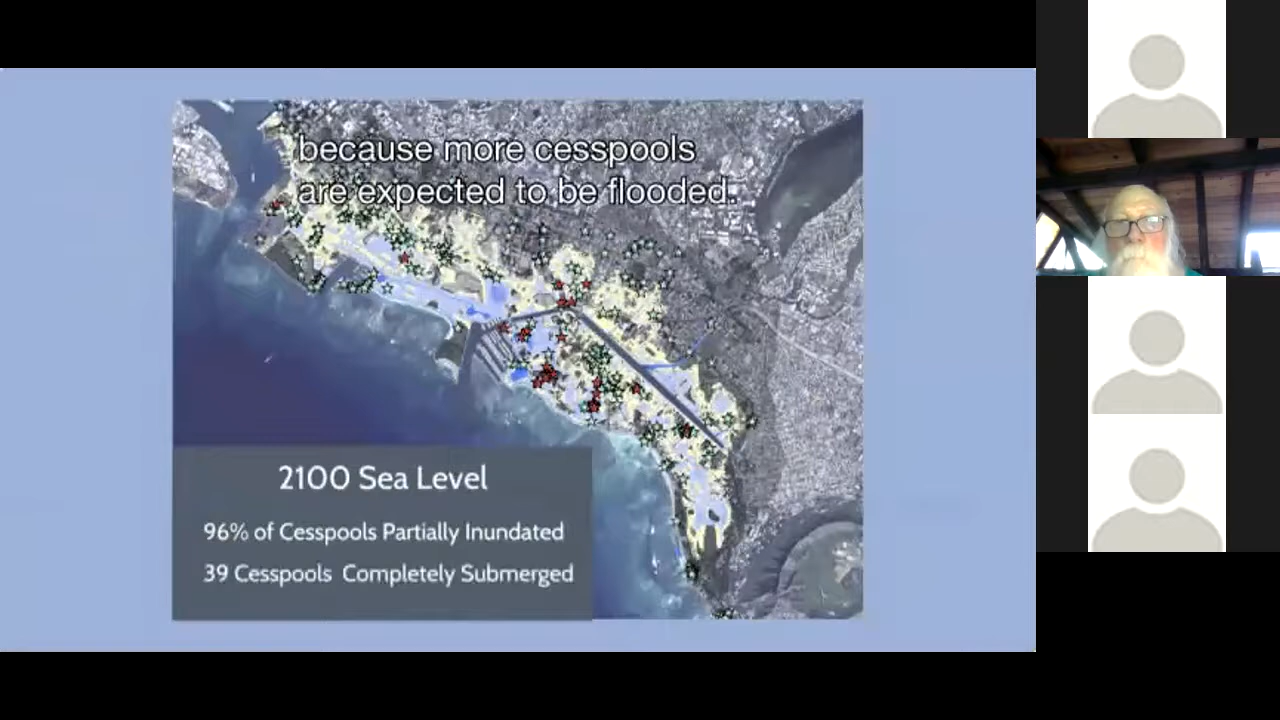 because more cesspools
are expected to be flooded.
2100 Sea Level
96% of Cesspools Partially Inundated
39 Cesspools Completely Submerged